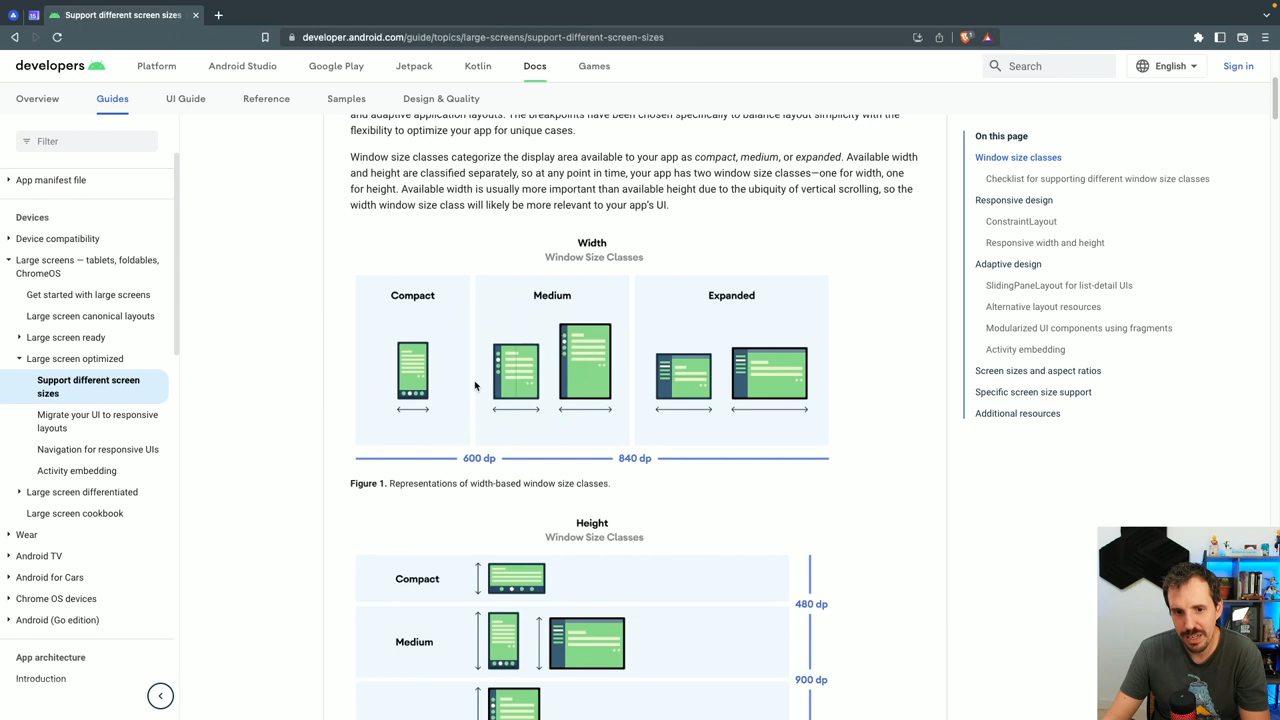 Support different screen sizes
developer.android.com/guide/topics/large-screens/support-different-screen-sizes
developers
Platform
Android Studio
Google Play
Jetpack
Kotlin
Docs
Games
Search
English
Sign in
Overview
Guides
UI Guide
Reference
Samples
Design & Quality
Filter
App manifest file
Devices
Device compatibility
Large screens — tablets, foldables,
ChromeOS
Get started with large screens
Large screen canonical layouts
Large screen ready
Large screen optimized
Support different screen
sizes
Migrate your UI to responsive
layouts
Navigation for responsive UIs
Activity embedding
Large screen differentiated
Large screen cookbook
Wear
Android TV
Android for Cars
Chrome OS devices
Android (Go edition)
App architecture
Introduction
and adaptive application layouts. The breakpoints have been chosen specifically to balance layout simplicity with the
flexibility to optimize your app for unique cases.
Window size classes categorize the display area available to your app as compact, medium, or expanded. Available width
and height are classified separately, so at any point in time, your app has two window size classes—one for width, one
for height. Available width is usually more important than available height due to the ubiquity of vertical scrolling, so the
width window size class will likely be more relevant to your app's UI.
Width
Window Size Classes
Compact
Medium
Expanded
600 dp
840 dp
Figure 1. Representations of width-based window size classes.
Height
Window Size Classes
Compact
480 dp
Medium
900 dp
On this page
Window size classes
Checklist for supporting different window size classes
Responsive design
ConstraintLayout
Responsive width and height
Adaptive design
SlidingPaneLayout for list-detail UIs
Alternative layout resources
Modularized UI components using fragments
Activity embedding
Screen sizes and aspect ratios
Specific screen size support
Additional resources